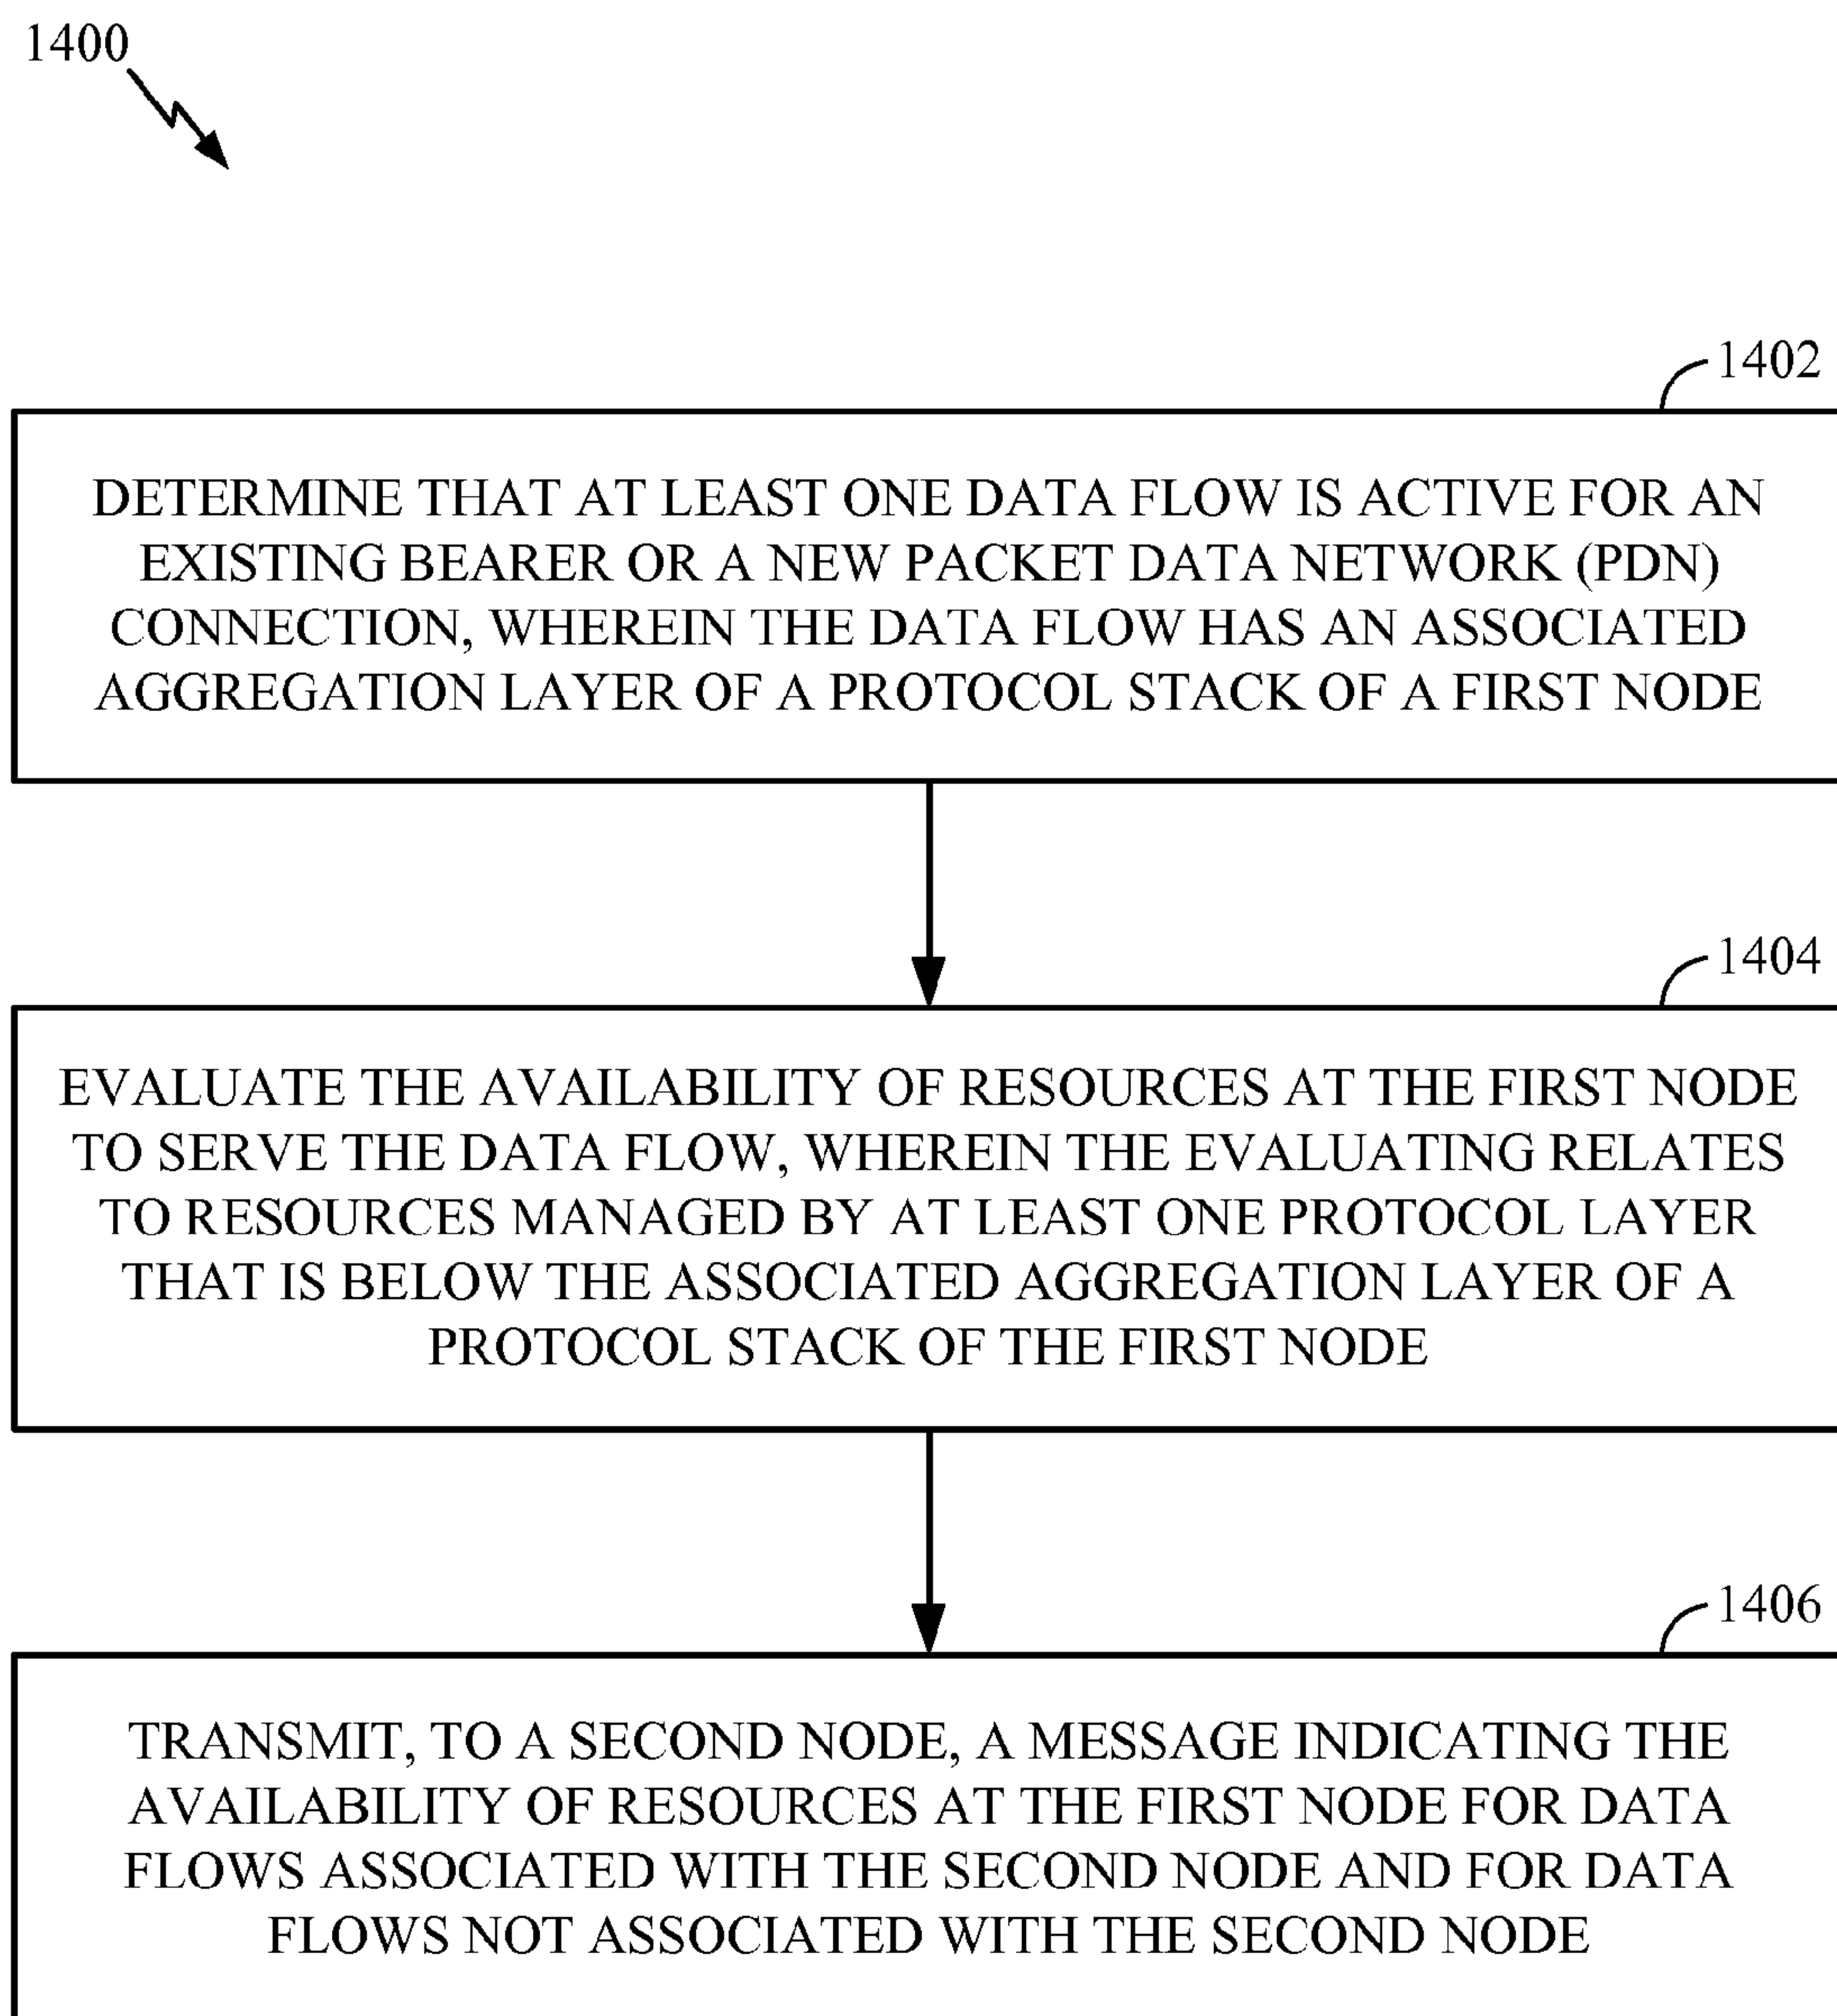 1400
1402
DETERMINE THAT AT LEAST ONE DATA FLOW IS ACTIVE FOR AN
EXISTING BEARER OR A NEW PACKET DATA NETWORK (PDN)
CONNECTION, WHEREIN THE DATA FLOW HAS AN ASSOCIATED
AGGREGATION LAYER OF A PROTOCOL STACK OF A FIRST NODE
1404
EVALUATE THE AVAILABILITY OF RESOURCES AT THE FIRST NODE
TO SERVE THE DATA FLOW, WHEREIN THE EVALUATING RELATES
TO RESOURCES MANAGED BY AT LEAST ONE PROTOCOL LAYER
THAT IS BELOW THE ASSOCIATED AGGREGATION LAYER OF A
PROTOCOL STACK OF THE FIRST NODE
1406
TRANSMIT, TO A SECOND NODE, A MESSAGE INDICATING THE
AVAILABILITY OF RESOURCES AT THE FIRST NODE FOR DATA
FLOWS ASSOCIATED WITH THE SECOND NODE AND FOR DATA
FLOWS NOT ASSOCIATED WITH THE SECOND NODE